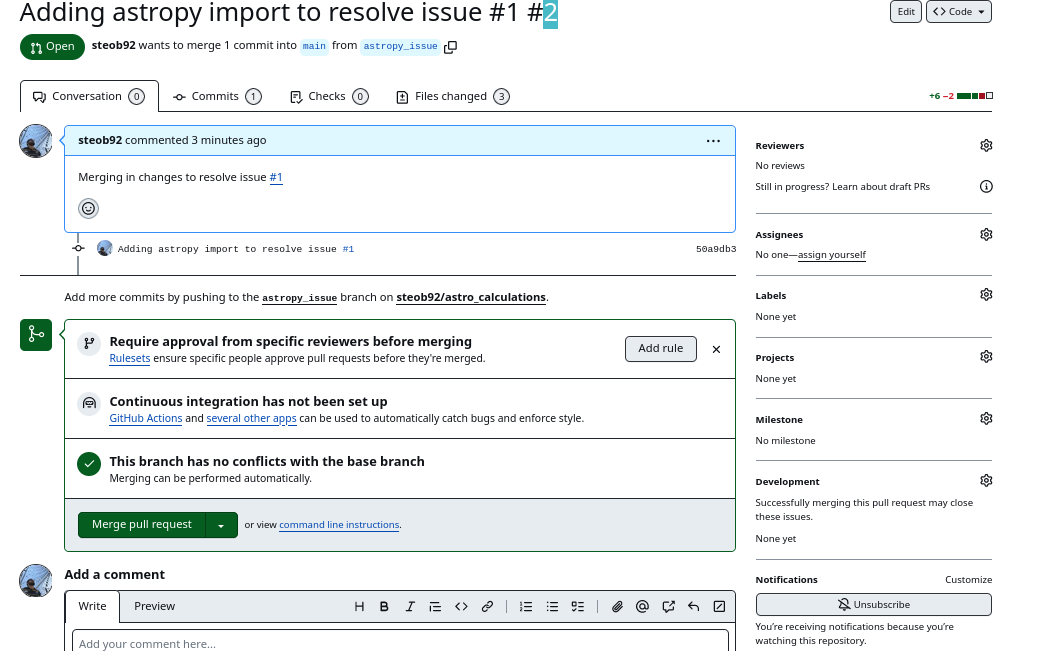 Adding astropy import to resolve issue #1 #2
Edit
Code
Open
steob92 wants to merge 1 commit into main from astropy_issue
Conversation 0
Commits 1
Checks 0
Files changed 3
+6 −2
steob92 commented 3 minutes ago
Merging in changes to resolve issue #1
Adding astropy import to resolve issue #1
50a9db3
Add more commits by pushing to the astropy_issue branch on steob92/astro_calculations.
Require approval from specific reviewers before merging
Rulesets ensure specific people approve pull requests before they're merged.
Add rule
Continuous integration has not been set up
GitHub Actions and several other apps can be used to automatically catch bugs and enforce style.
This branch has no conflicts with the base branch
Merging can be performed automatically.
Merge pull request
or view command line instructions.
Add a comment
Write
Preview
Add your comment here...
Reviewers
No reviews
Still in progress? Learn about draft PRs
Assignees
No one—assign yourself
Labels
None yet
Projects
None yet
Milestone
No milestone
Development
Successfully merging this pull request may close
these issues.
None yet
Notifications
Customize
Unsubscribe
You're receiving notifications because you're
watching this repository.